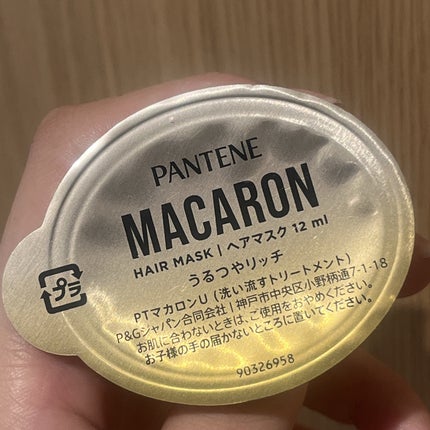 PANTENE
MACARON
HAIR MASK | ヘアマスク 12 ml
うるつやリッチ
プラ
PTマカロンU（洗い流すトリートメント）
P&Gジャパン合同会社 | 神戸市中央区小野柄通7-1-18
お肌に合わないときは、ご使用をおやめください。
お子様の手の届かないところに置いてください。
90326958